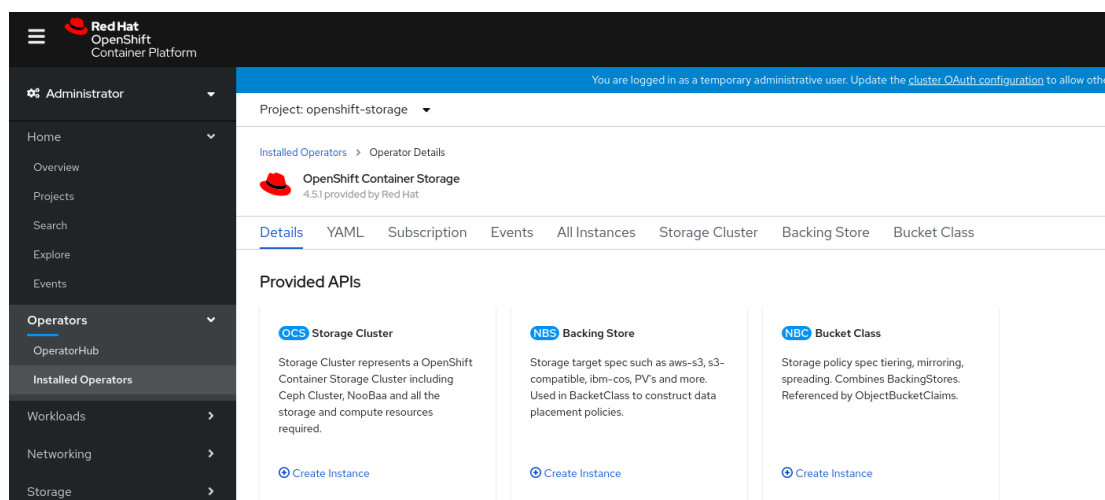 Red Hat
OpenShift
Container Platform
You are logged in as a temporary administrative user. Update the cluster OAuth configuration to allow othe
Administrator
Project: openshift-storage
Home
Overview
Projects
Search
Explore
Events
Operators
OperatorHub
Installed Operators
Workloads
Networking
Storage
Installed Operators > Operator Details
OpenShift Container Storage
4.5.1 provided by Red Hat
Details YAML Subscription Events All Instances Storage Cluster Backing Store Bucket Class
Provided APIs
OCS Storage Cluster
Storage Cluster represents a OpenShift
Container Storage Cluster including
Ceph Cluster, NooBaa and all the
storage and compute resources
required.
Create Instance
NBS Backing Store
Storage target spec such as aws-s3, s3-
compatible, ibm-cos, PV's and more.
Used in BacketClass to construct data
placement policies.
Create Instance
NBC Bucket Class
Storage policy spec tiering, mirroring,
spreading. Combines BackingStores.
Referenced by ObjectBucketClaims.
Create Instance